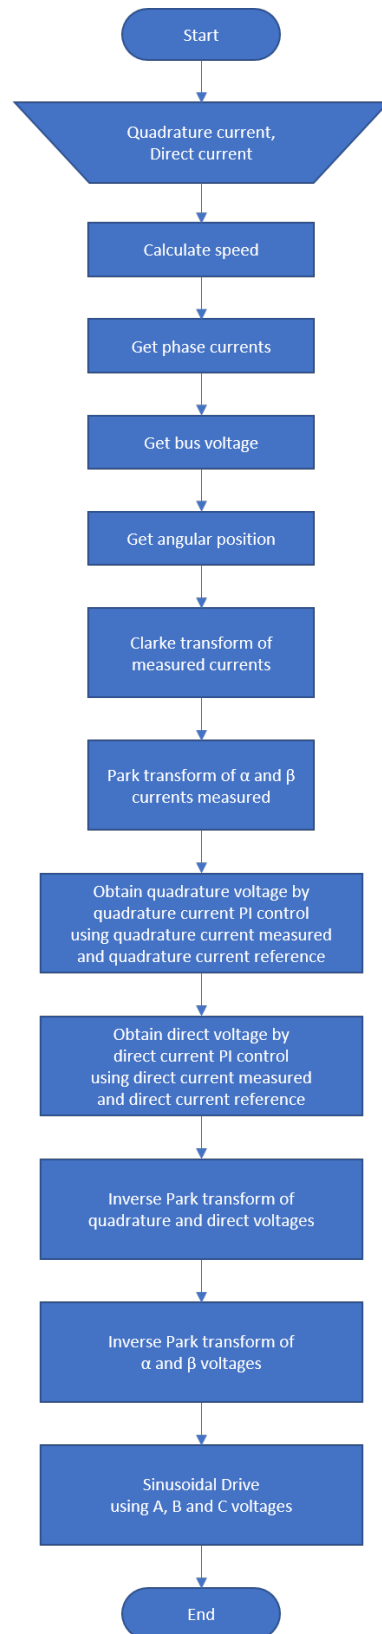 Start
Quadrature current,
Direct current
Calculate speed
Get phase currents
Get bus voltage
Get angular position
Clarke transform of
measured currents
Park transform of α and β
currents measured
Obtain quadrature voltage by
quadrature current PI control
using quadrature current measured
and quadrature current reference
Obtain direct voltage by
direct current PI control
using direct current measured
and direct current reference
Inverse Park transform of
quadrature and direct voltages
Inverse Park transform of
α and β voltages
Sinusoidal Drive
using A, B and C voltages
End